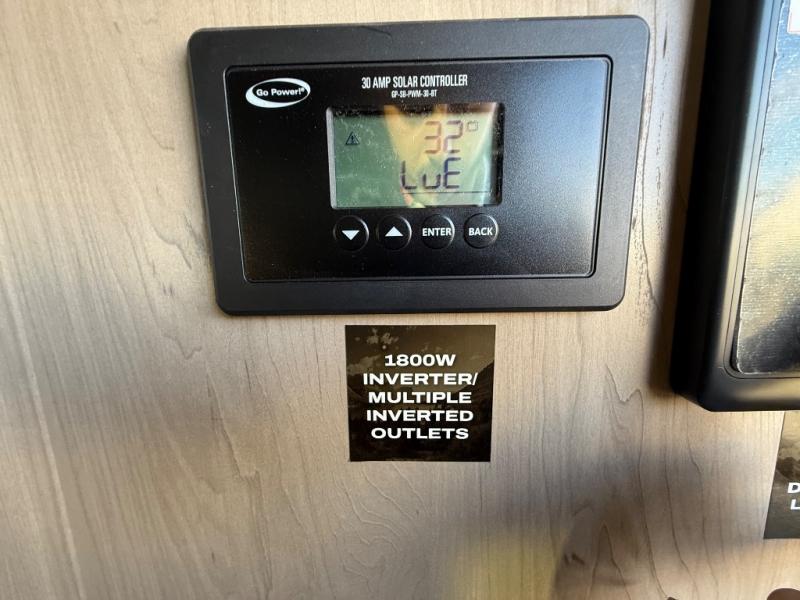 Go Power!®
30 AMP SOLAR CONTROLLER
GP-SB-PWM-30-BT
32°
LvE
ENTER
BACK
1800W
INVERTER/
MULTIPLE
INVERTED
OUTLETS
D
L